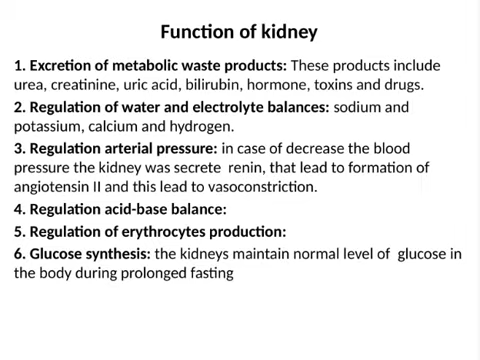 Function of kidney
1. Excretion of metabolic waste products: These products include
urea, creatinine, uric acid, bilirubin, hormone, toxins and drugs.
2. Regulation of water and electrolyte balances: sodium and
potassium, calcium and hydrogen.
3. Regulation arterial pressure: in case of decrease the blood
pressure the kidney was secrete renin, that lead to formation of
angiotensin II and this lead to vasoconstriction.
4. Regulation acid-base balance:
5. Regulation of erythrocytes production:
6. Glucose synthesis: the kidneys maintain normal level of glucose in
the body during prolonged fasting